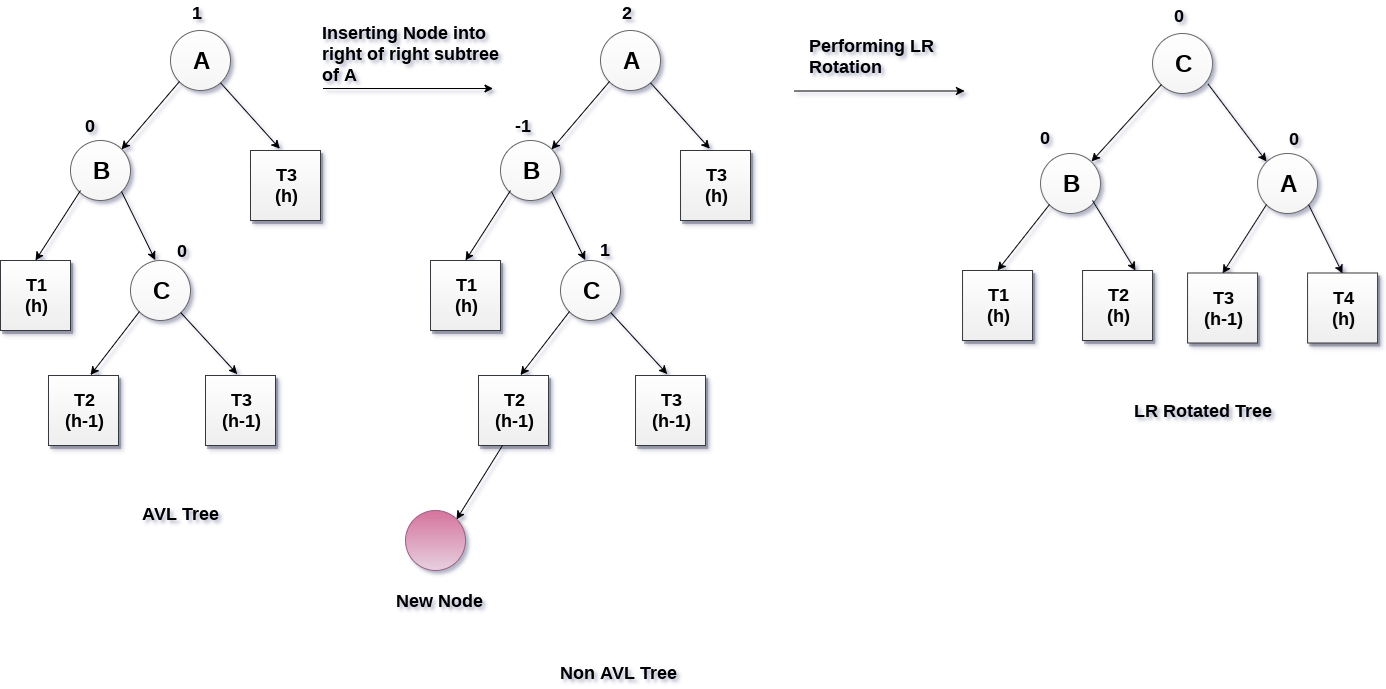 1
A
0
B
T3
(h)
T1
(h)
0
C
T2
(h-1)
T3
(h-1)
AVL Tree
Inserting Node into
right of right subtree
of A
2
A
-1
B
T3
(h)
T1
(h)
1
C
T2
(h-1)
T3
(h-1)
New Node
Non AVL Tree
Performing LR
Rotation
0
C
0
B
0
A
T1
(h)
T2
(h)
T3
(h-1)
T4
(h)
LR Rotated Tree